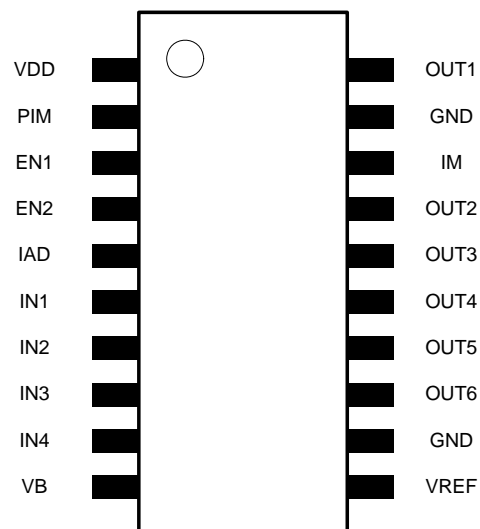 VDD OUT1
PIM GND
EN1 IM
EN2 OUT2
IAD OUT3
IN1 OUT4
IN2 OUT5
IN3 OUT6
IN4 GND
VB VREF